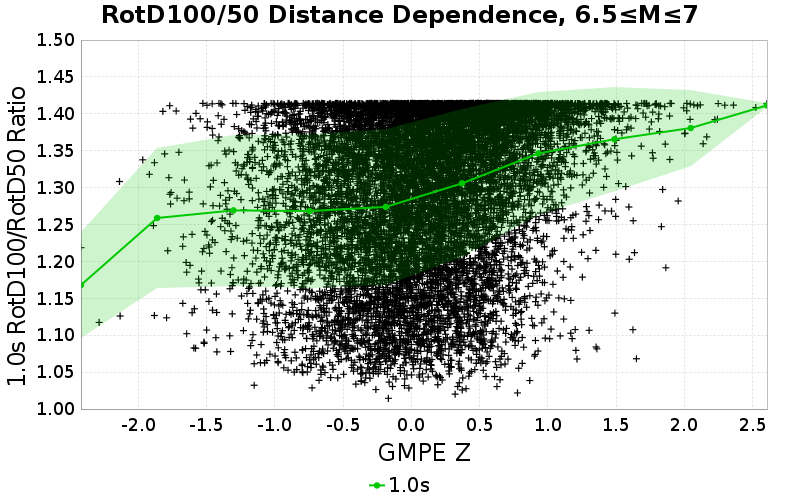 RotD100/50 Distance Dependence, 6.5≤M≤7
1.0s RotD100/RotD50 Ratio
1.50
1.45
1.40
1.35
1.30
1.25
1.20
1.15
1.10
1.05
1.00
-2.0 -1.5 -1.0 -0.5 0.0 0.5 1.0 1.5 2.0 2.5
GMPE Z
1.0s